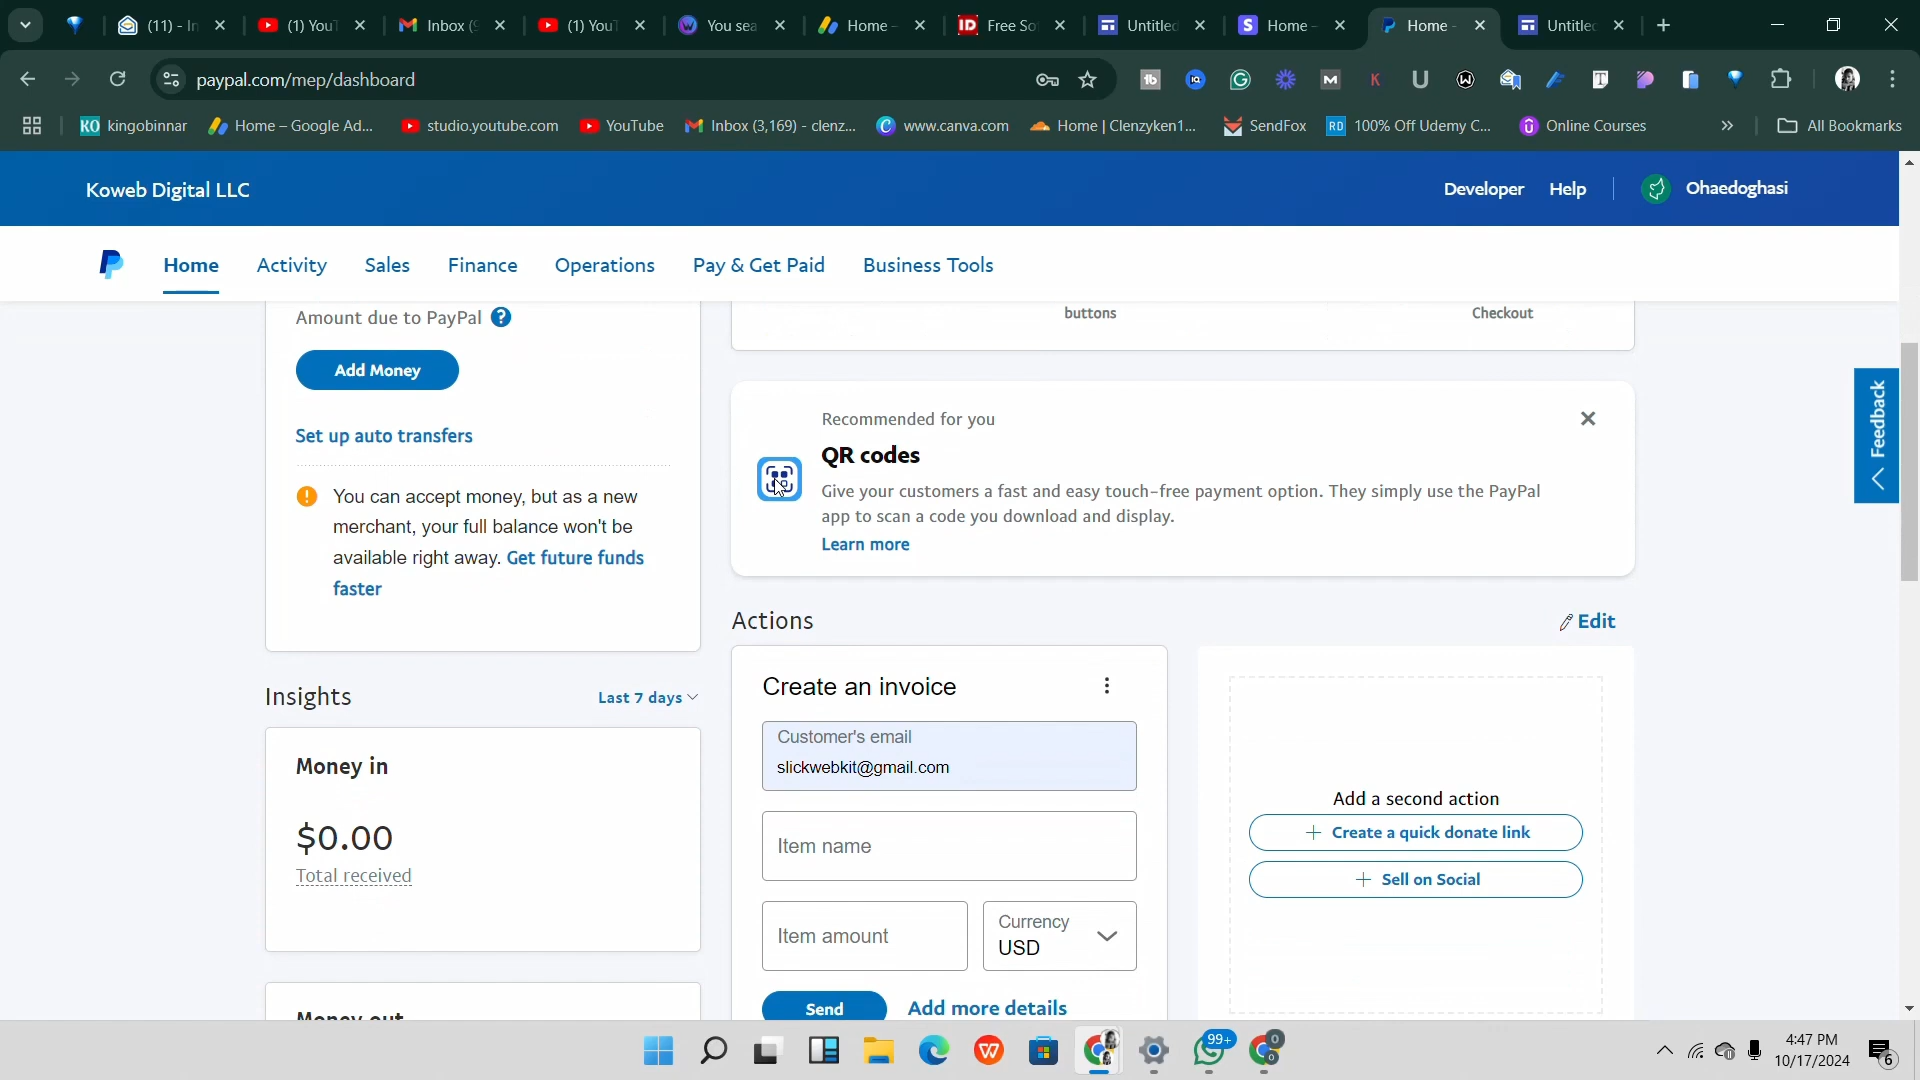 (11) - In
(1) YouT
Inbox (9
(1) YouT
You sea
Home -
Free So
Untitled
Home -
Home -
Untitled
paypal.com/mep/dashboard
kingobinnar
Home – Google Ad...
studio.youtube.com
YouTube
Inbox (3,169) - clenz...
www.canva.com
Home | Clenzyken1...
SendFox
100% Off Udemy C...
Online Courses
All Bookmarks
Koweb Digital LLC
Developer
Help
Ohaedoghasi
Home
Activity
Sales
Finance
Operations
Pay & Get Paid
Business Tools
Amount due to PayPal
Add Money
Set up auto transfers
You can accept money, but as a new
merchant, your full balance won't be
available right away. Get future funds
faster
buttons
Checkout
Recommended for you
QR codes
Give your customers a fast and easy touch-free payment option. They simply use the PayPal
app to scan a code you download and display.
Learn more
Feedback
Actions
Edit
Insights
Last 7 days
Money in
$0.00
Total received
Money out
Create an invoice
Customer's email
slickwebkit@gmail.com
Item name
Item amount
Currency
USD
Send
Add more details
Add a second action
+ Create a quick donate link
+ Sell on Social
99+
4:47 PM
10/17/2024
6